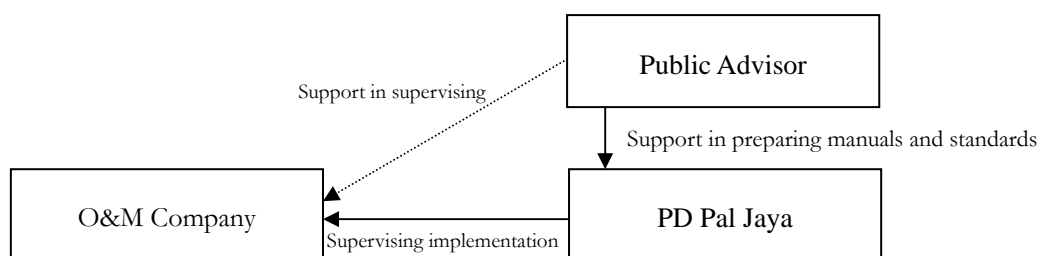 Public Advisor
Support in supervising
Support in preparing manuals and standards
O&M Company
PD Pal Jaya
Supervising implementation